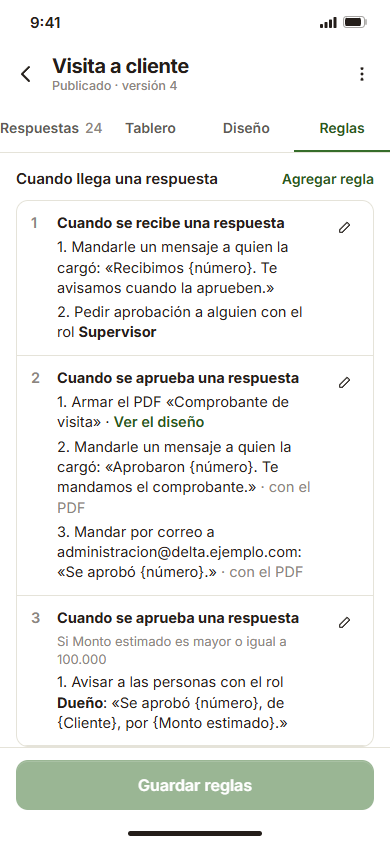 9:41
Visita a cliente
Publicado · versión 4
Respuestas 24
Tablero
Diseño
Reglas
Cuando llega una respuesta
Agregar regla
1
Cuando se recibe una respuesta
1. Mandarle un mensaje a quien la
cargó: «Recibimos {número}. Te
avisamos cuando la aprueben.»
2. Pedir aprobación a alguien con el
rol Supervisor
2
Cuando se aprueba una respuesta
1. Armar el PDF «Comprobante de
visita» · Ver el diseño
2. Mandarle un mensaje a quien la
cargó: «Aprobaron {número}. Te
mandamos el comprobante.» · con el
PDF
3. Mandar por correo a
administracion@delta.ejemplo.com:
«Se aprobó {número}.» · con el PDF
3
Cuando se aprueba una respuesta
Si Monto estimado es mayor o igual a
100.000
1. Avisar a las personas con el rol
Dueño: «Se aprobó {número}, de
{Cliente}, por {Monto estimado}.»
Guardar reglas